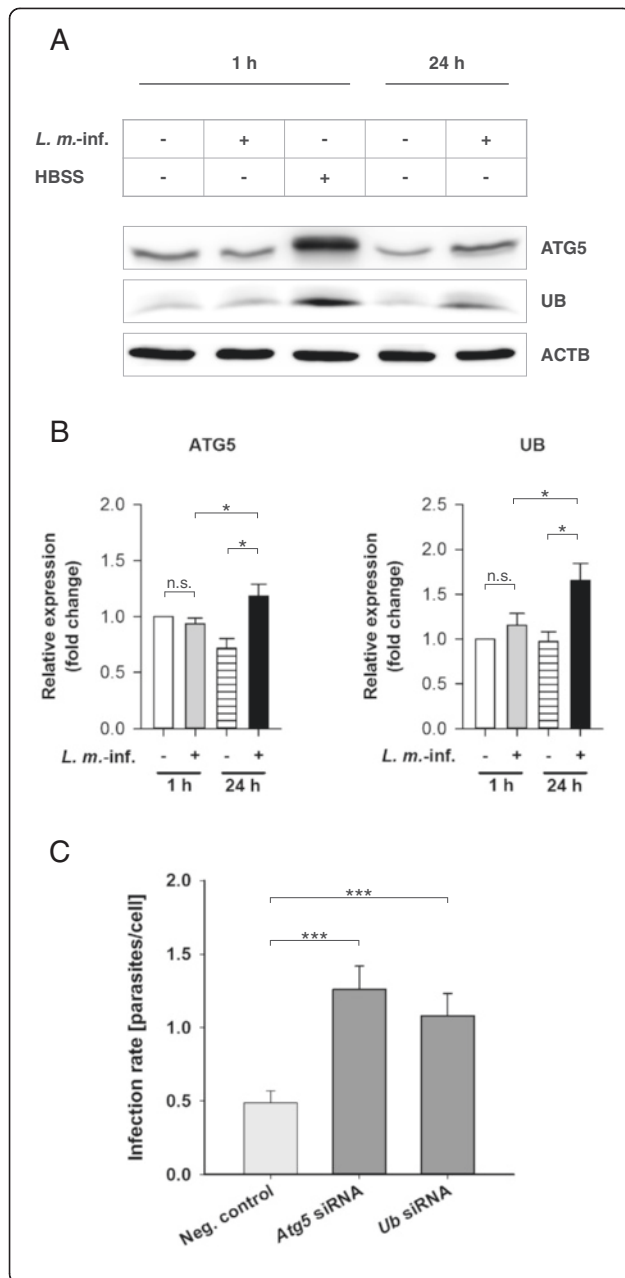 A
1 h 24 h
L. m.-inf. - + - - +
HBSS - - + - -
ATG5
UB
ACTB
B
ATG5 UB
Relative expression
(fold change)
2.0
1.5
1.0
0.5
0.0
n.s.
*
*
L. m.-inf. - + - +
1 h 24 h
Relative expression
(fold change)
2.5
2.0
1.5
1.0
0.5
0.0
n.s.
*
*
L. m.-inf. - + - +
1 h 24 h
C
Infection rate [parasites/cell]
2.0
1.5
1.0
0.5
0.0
***
***
Neg. control
Atg5 siRNA
Ub siRNA